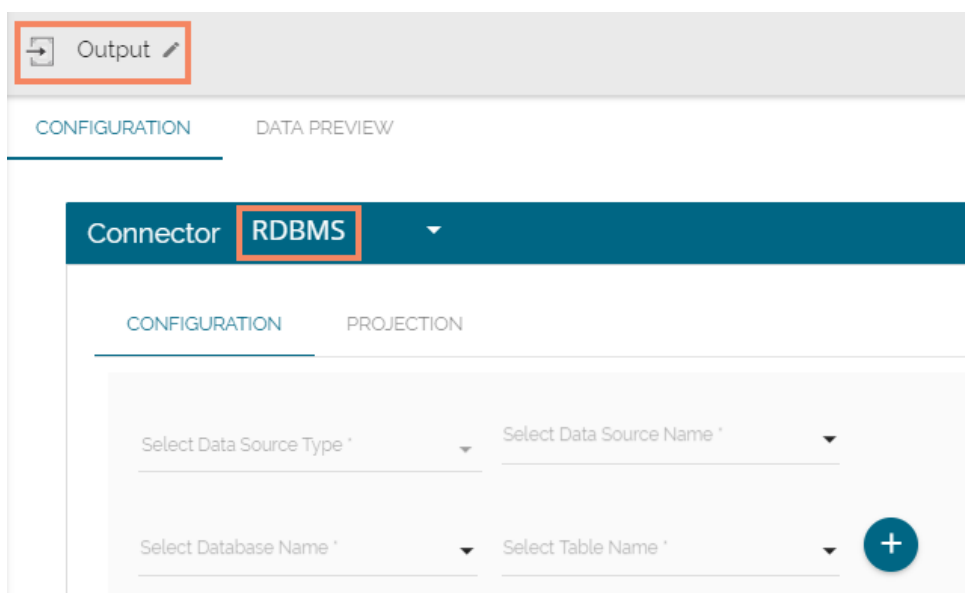 Output
CONFIGURATION DATA PREVIEW
Connector RDBMS
CONFIGURATION PROJECTION
Select Data Source Type * Select Data Source Name *
Select Database Name * Select Table Name *
+